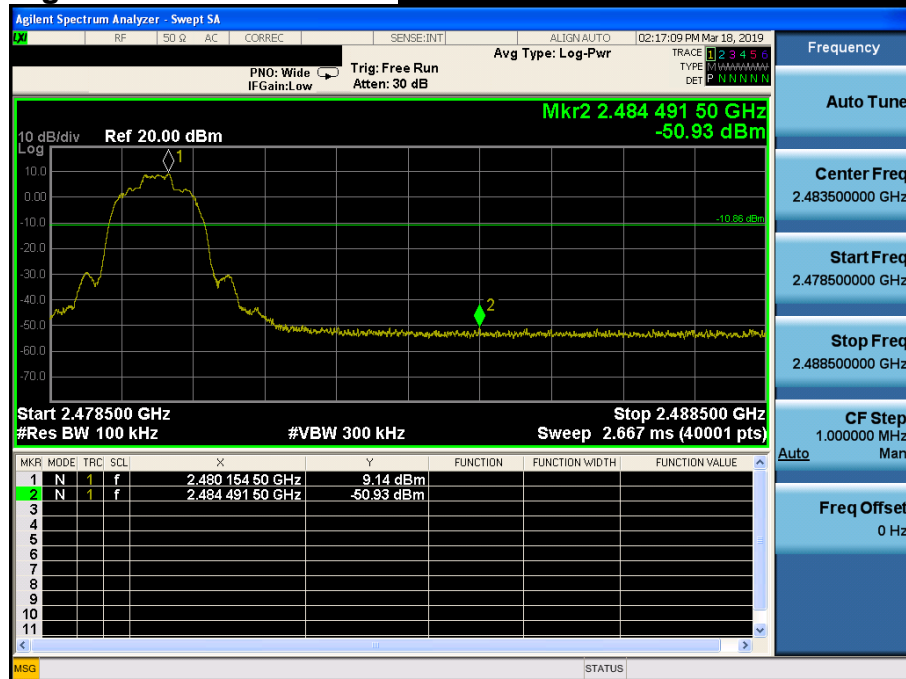 Agilent Spectrum Analyzer - Swept SA
LXI RF 50 Ω AC CORREC SENSE:INT ALIGN AUTO 02:17:09 PM Mar 18, 2019
Avg Type: Log-Pwr TRACE 1 2 3 4 5 6
PNO: Wide Trig: Free Run TYPE M WWWWW
IFGain:Low Atten: 30 dB DET P N N N N N
Mkr2 2.484 491 50 GHz
-50.93 dBm
10 dB/div Ref 20.00 dBm
Log
1
10.0
0.00
-10.0
-10.86 dBm
-20.0
-30.0
-40.0
2
-50.0
-60.0
-70.0
Start 2.478500 GHz Stop 2.488500 GHz
#Res BW 100 kHz #VBW 300 kHz Sweep 2.667 ms (40001 pts)
MKR MODE TRC SCL X Y FUNCTION FUNCTION WIDTH FUNCTION VALUE
1 N 1 f 2.480 154 50 GHz 9.14 dBm
2 N 1 f 2.484 491 50 GHz -50.93 dBm
3
4
5
6
7
8
9
10
11
MSG STATUS
Frequency
Auto Tune
Center Freq
2.483500000 GHz
Start Freq
2.478500000 GHz
Stop Freq
2.488500000 GHz
CF Step
1.000000 MHz
Auto Man
Freq Offset
0 Hz